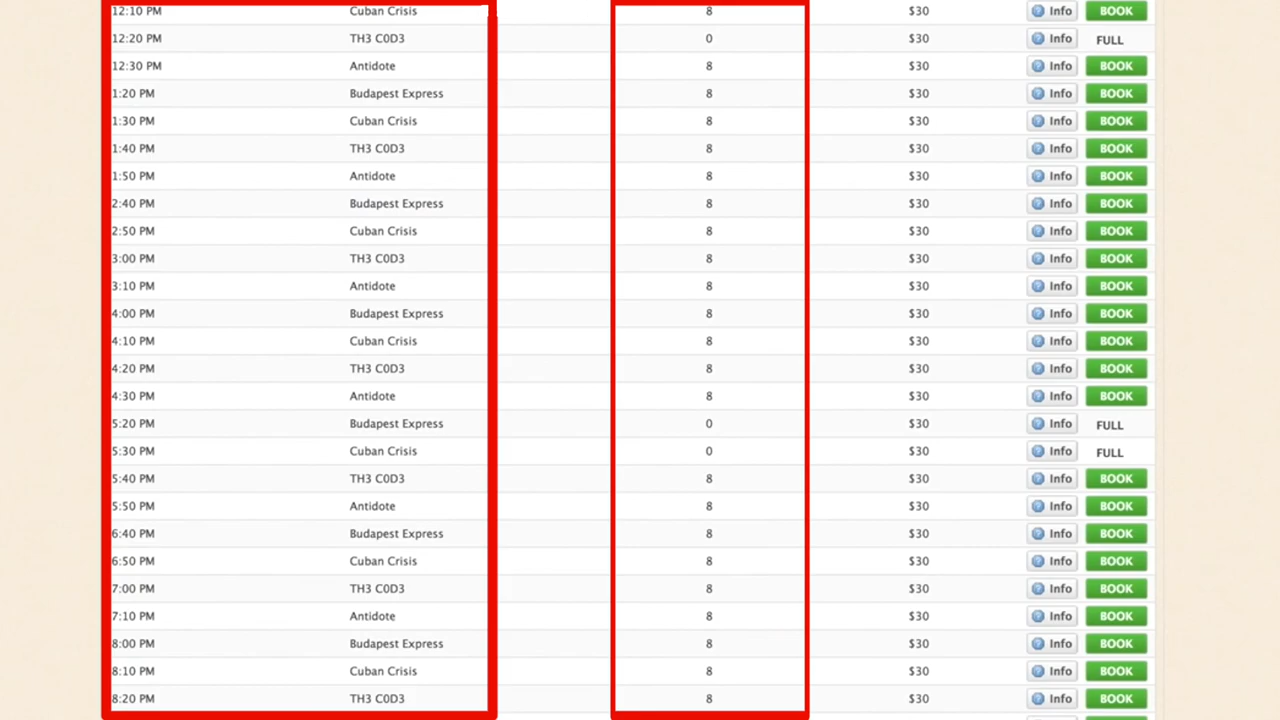 12:10 PM Cuban Crisis 8 $30 Info BOOK
12:20 PM TH3 C0D3 0 $30 Info FULL
12:30 PM Antidote 8 $30 Info BOOK
1:20 PM Budapest Express 8 $30 Info BOOK
1:30 PM Cuban Crisis 8 $30 Info BOOK
1:40 PM TH3 C0D3 8 $30 Info BOOK
1:50 PM Antidote 8 $30 Info BOOK
2:40 PM Budapest Express 8 $30 Info BOOK
2:50 PM Cuban Crisis 8 $30 Info BOOK
3:00 PM TH3 C0D3 8 $30 Info BOOK
3:10 PM Antidote 8 $30 Info BOOK
4:00 PM Budapest Express 8 $30 Info BOOK
4:10 PM Cuban Crisis 8 $30 Info BOOK
4:20 PM TH3 C0D3 8 $30 Info BOOK
4:30 PM Antidote 8 $30 Info BOOK
5:20 PM Budapest Express 0 $30 Info FULL
5:30 PM Cuban Crisis 0 $30 Info FULL
5:40 PM TH3 C0D3 8 $30 Info BOOK
5:50 PM Antidote 8 $30 Info BOOK
6:40 PM Budapest Express 8 $30 Info BOOK
6:50 PM Cuban Crisis 8 $30 Info BOOK
7:00 PM TH3 C0D3 8 $30 Info BOOK
7:10 PM Antidote 8 $30 Info BOOK
8:00 PM Budapest Express 8 $30 Info BOOK
8:10 PM Cuban Crisis 8 $30 Info BOOK
8:20 PM TH3 C0D3 8 $30 Info BOOK